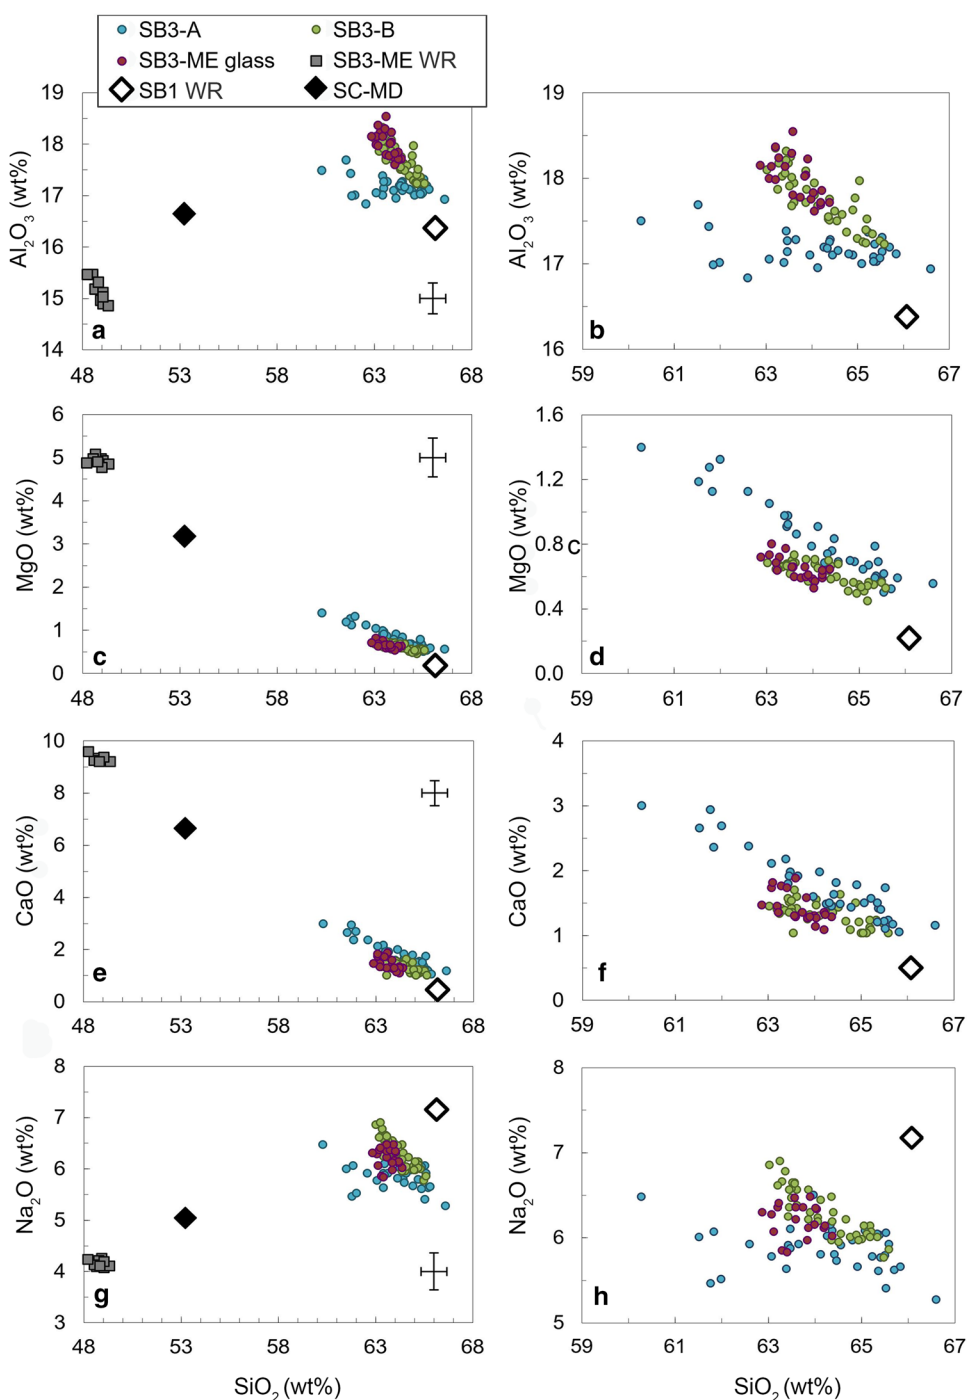 SB3-A SB3-B
SB3-ME glass SB3-ME WR
SB1 WR SC-MD
19
18
17
16
15
14
Al₂O₃ (wt%)
a
48 53 58 63 68
19
18
17
16
Al₂O₃ (wt%)
b
59 61 63 65 67
6
5
4
3
2
1
0
MgO (wt%)
c
48 53 58 63 68
1.6
1.2
0.8
0.4
0.0
MgO (wt%)
c
d
59 61 63 65 67
10
8
6
4
2
0
CaO (wt%)
e
48 53 58 63 68
4
3
2
1
0
CaO (wt%)
f
59 61 63 65 67
8
7
6
5
4
3
Na₂O (wt%)
g
48 53 58 63 68
SiO₂ (wt%)
8
7
6
5
Na₂O (wt%)
h
59 61 63 65 67
SiO₂ (wt%)